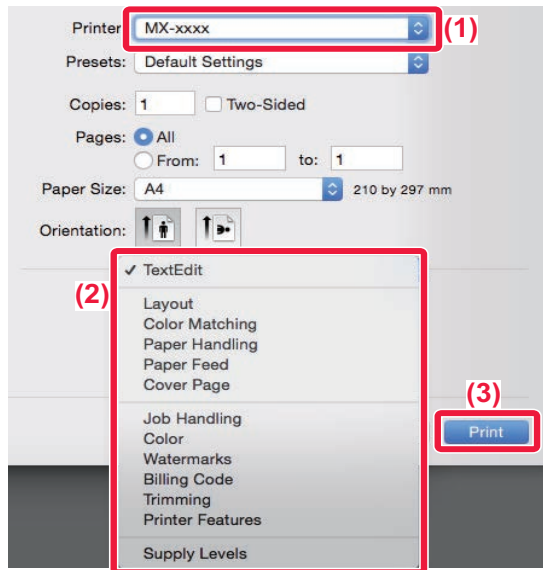 Printer: MX-xxxx (1)
Presets: Default Settings
Copies: 1 Two-Sided
Pages: All
From: 1 to: 1
Paper Size: A4 210 by 297 mm
Orientation:
(2) ✓ TextEdit
Layout
Color Matching
Paper Handling
Paper Feed
Cover Page
(3)
Job Handling
Print
Color
Watermarks
Billing Code
Trimming
Printer Features
Supply Levels